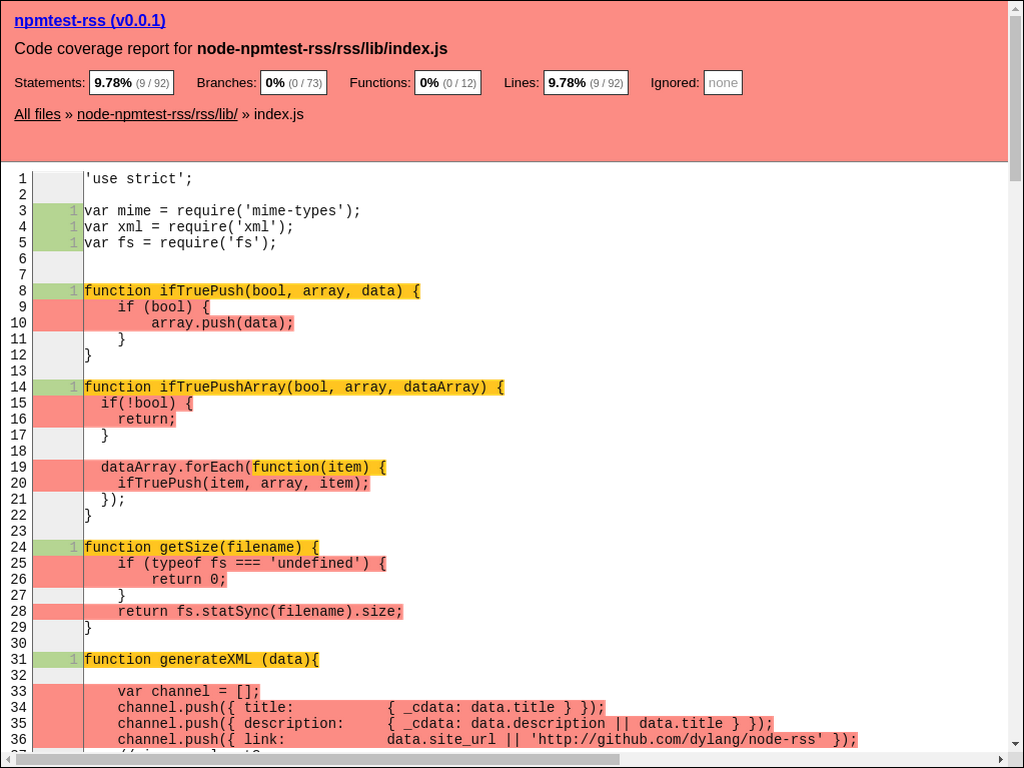 npmtest-rss (v0.0.1)
Code coverage report for node-npmtest-rss/rss/lib/index.js
Statements: 9.78% (9 / 92) Branches: 0% (0 / 73) Functions: 0% (0 / 12) Lines: 9.78% (9 / 92) Ignored: none
All files » node-npmtest-rss/rss/lib/ » index.js
1 'use strict';
2
3 1 var mime = require('mime-types');
4 1 var xml = require('xml');
5 1 var fs = require('fs');
6
7
8 1 function ifTruePush(bool, array, data) {
9     if (bool) {
10         array.push(data);
11     }
12 }
13
14 1 function ifTruePushArray(bool, array, dataArray) {
15   if(!bool) {
16     return;
17   }
18
19   dataArray.forEach(function(item) {
20     ifTruePush(item, array, item);
21   });
22 }
23
24 1 function getSize(filename) {
25     if (typeof fs === 'undefined') {
26         return 0;
27     }
28     return fs.statSync(filename).size;
29 }
30
31 1 function generateXML (data){
32
33     var channel = [];
34     channel.push({ title:           { _cdata: data.title } });
35     channel.push({ description:     { _cdata: data.description || data.title } });
36     channel.push({ link:            data.site_url || 'http://github.com/dylang/node-rss' });